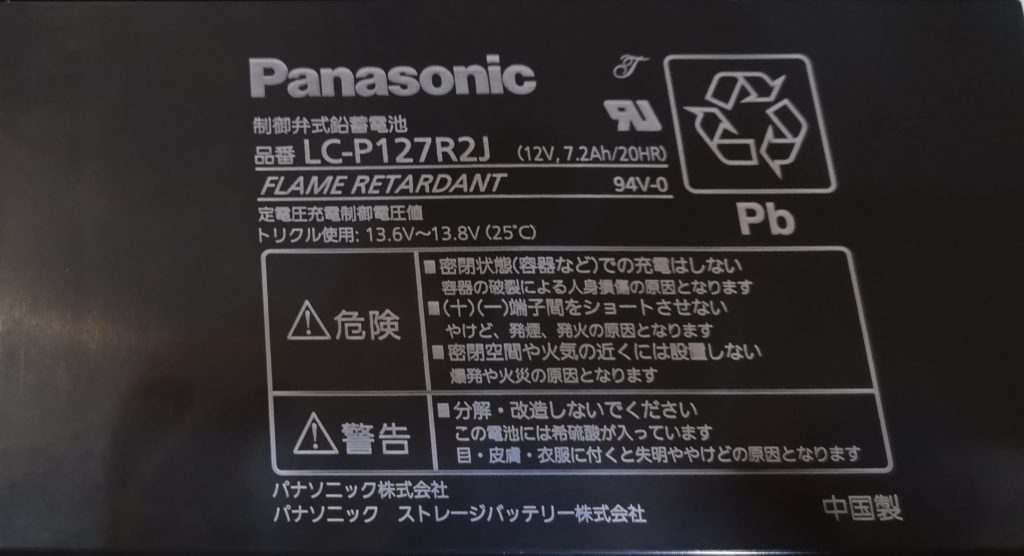 Panasonic
制御弁式鉛蓄電池
品番 LC-P127R2J (12V, 7.2Ah/20HR)
FLAME RETARDANT 94V-0
定電圧充電制御電圧値
トリクル使用: 13.6V～13.8V (25℃)
Pb
危険
■密閉状態(容器など)での充電はしない
容器の破裂による人身損傷の原因となります
■(十)(一)端子間をショートさせない
やけど、発煙、発火の原因となります
■密閉空間や火気の近くには設置しない
爆発や火災の原因となります
警告
■分解・改造しないでください
この電池には希硫酸が入っています
目・皮膚・衣服に付くと失明ややけどの原因となります
パナソニック株式会社
パナソニック ストレージバッテリー株式会社
中国製